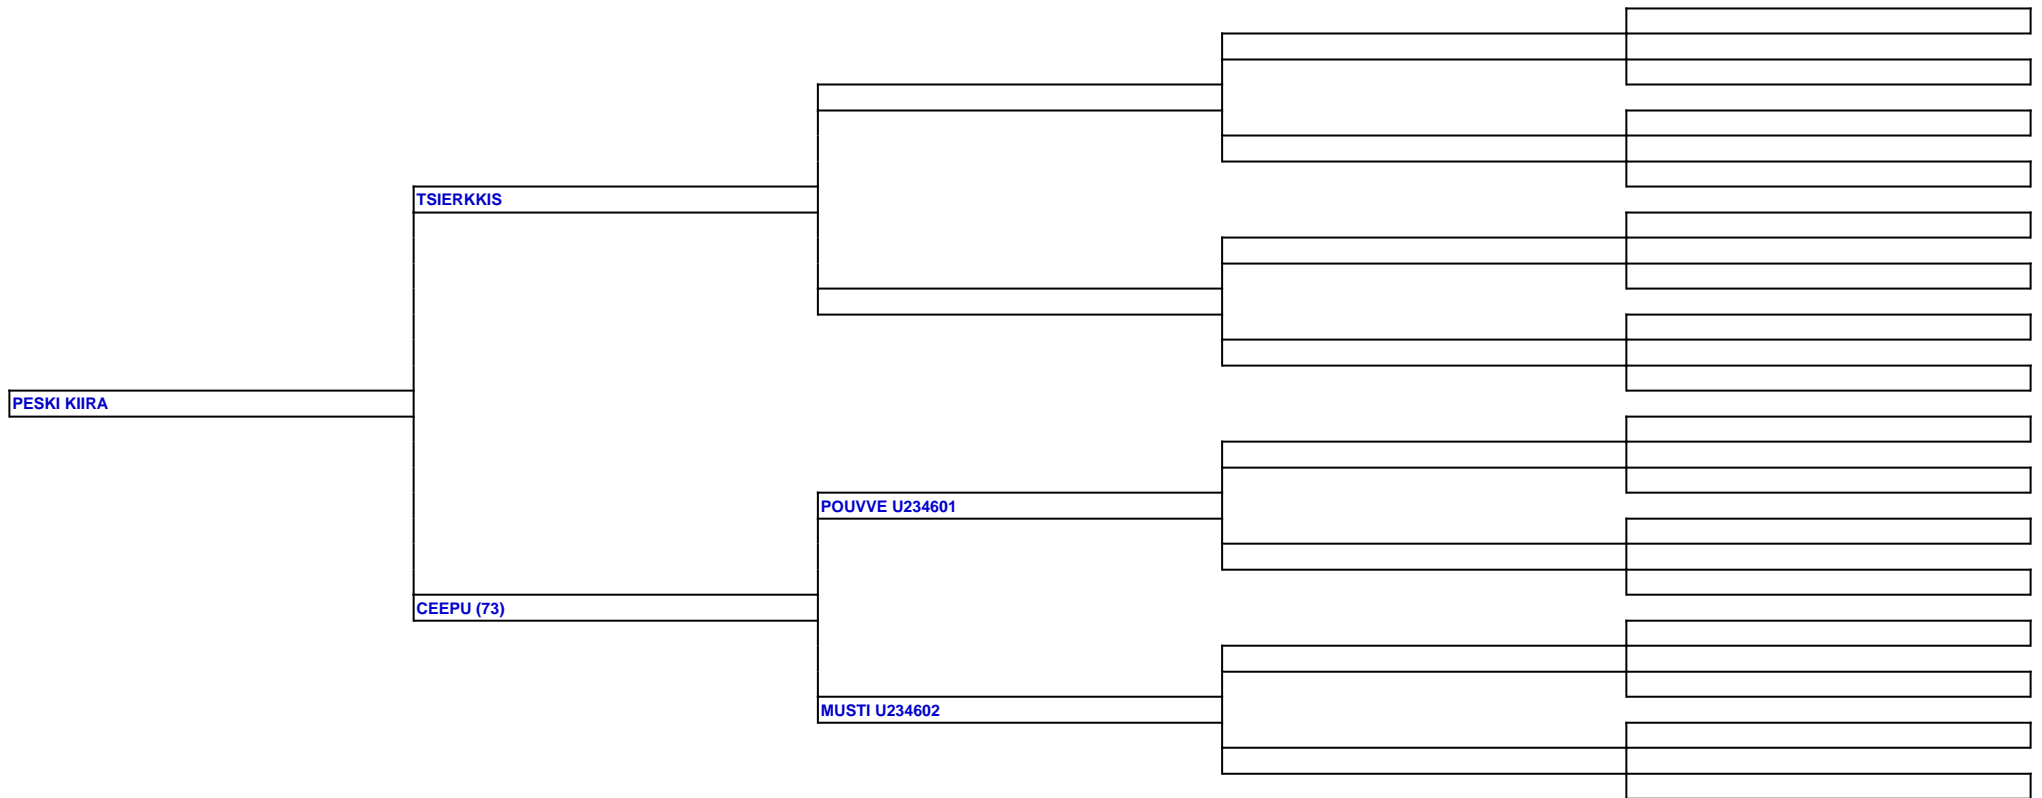 TSIERKKIS
PESKI KIIRA
POUVVE U234601
CEEPU (73)
MUSTI U234602